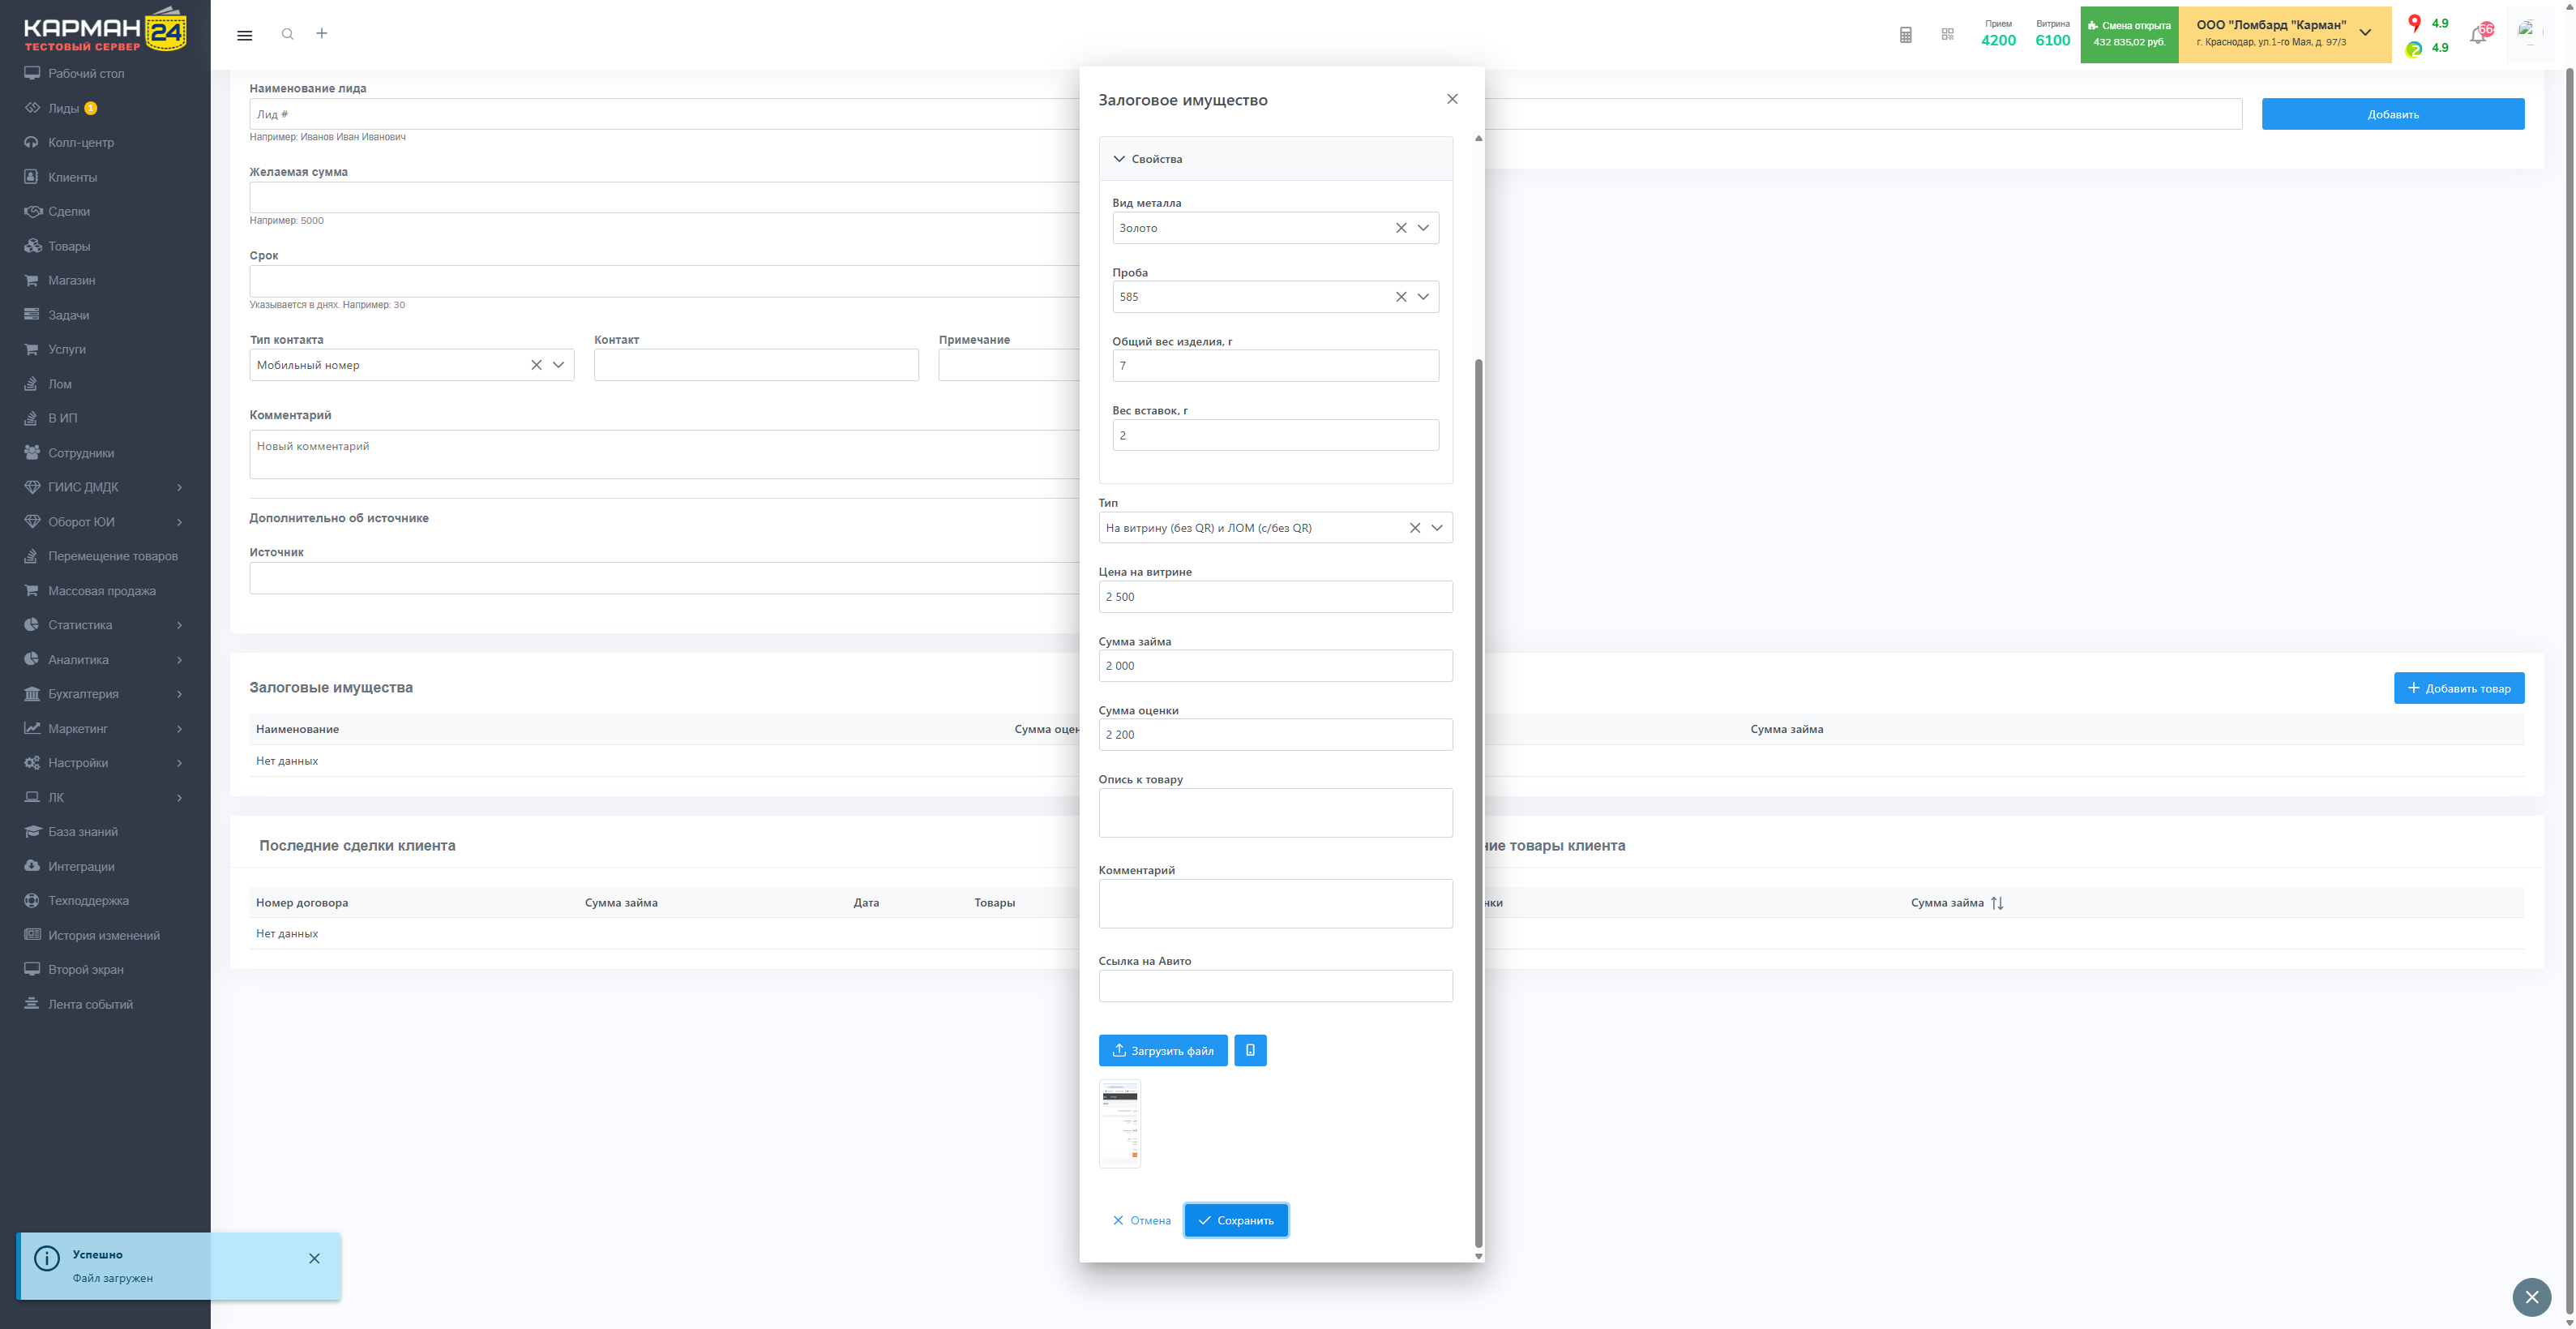 КАРМАН 24
ТЕСТОВЫЙ СЕРВЕР
Рабочий стол
Лиды 1
Колл-центр
Клиенты
Сделки
Товары
Магазин
Задачи
Услуги
Лом
В ИП
Сотрудники
ГИИС ДМДК
Оборот ЮИ
Перемещение товаров
Массовая продажа
Статистика
Аналитика
Бухгалтерия
Маркетинг
Настройки
ЛК
База знаний
Интеграции
Техподдержка
История изменений
Второй экран
Лента событий
Успешно
Файл загружен
Прием
4200
Витрина
6100
Смена открыта
432 835,02 руб.
ООО "Ломбард "Карман"
г. Краснодар, ул.1-го Мая, д. 97/3
4.9
4.9
Наименование лида
Лид #
Например: Иванов Иван Иванович
Добавить
Желаемая сумма
Например: 5000
Срок
Указывается в днях. Например: 30
Тип контакта
Контакт
Примечание
Мобильный номер
Комментарий
Новый комментарий
Дополнительно об источнике
Источник
Залоговые имущества
Добавить товар
Наименование
Сумма оцен
Сумма займа
Нет данных
Последние сделки клиента
ние товары клиента
Номер договора
Сумма займа
Дата
Товары
нки
Сумма займа
Нет данных
Залоговое имущество
Свойства
Вид металла
Золото
Проба
585
Общий вес изделия, г
7
Вес вставок, г
2
Тип
На витрину (без QR) и ЛОМ (с/без QR)
Цена на витрине
2 500
Сумма займа
2 000
Сумма оценки
2 200
Опись к товару
Комментарий
Ссылка на Авито
Загрузить файл
Отмена
Сохранить